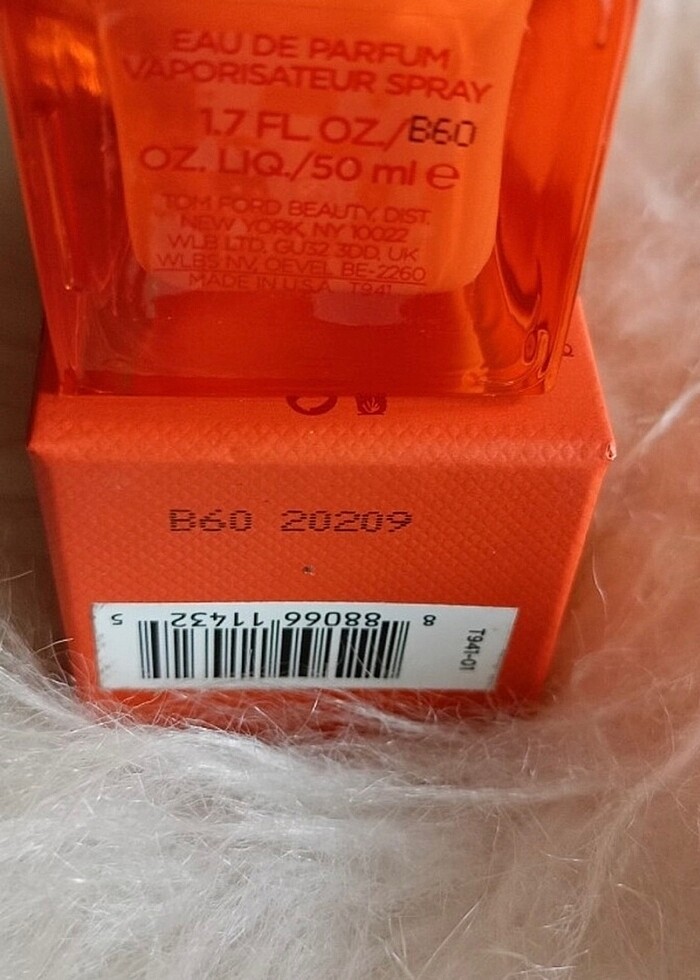 EAU DE PARFUM
VAPORISATEUR SPRAY
1.7 FL. OZ./B60
OZ. LIQ./50 ml e
TOM FORD BEAUTY, DIST.
NEW YORK, NY 10022
WLB LTD, GU32 3DD, UK
WLBS NV, OEVEL BE-2260
MADE IN U.S.A. T941
B60 20209
8 88066 11432 5
T941-01